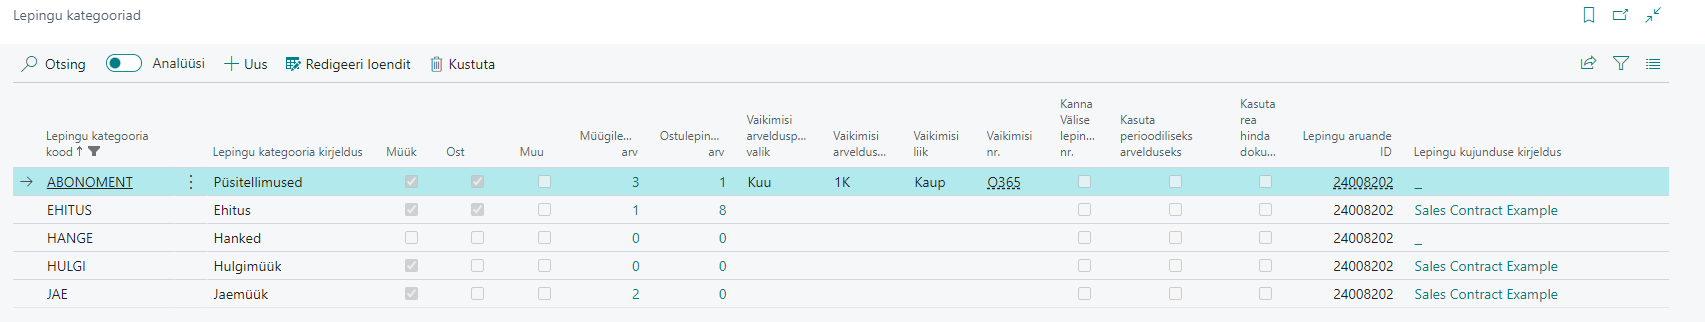 Lepingu kategooriad
Otsing Analüüsi Uus Redigeeri loendit Kustuta
Lepingu kategooria kood
Lepingu kategooria kirjeldus
Müük
Ost
Muu
Müügile... arv
Ostulepin... arv
Vaikimisi arveldusp... valik
Vaikimisi arveldus...
Vaikimisi liik
Vaikimisi nr.
Kanna Välise lepin... nr.
Kasuta perioodiliseks arvelduseks
Kasuta rea hinda doku...
Lepingu aruande ID
Lepingu kujunduse kirjeldus
ABONOMENT Püsitellimused 3 1 Kuu 1K Kaup O365 24008202 _
EHITUS Ehitus 1 8 24008202 Sales Contract Example
HANGE Hanked 0 0 24008202 _
HULGI Hulgimüük 0 0 24008202 Sales Contract Example
JAE Jaemüük 2 0 24008202 Sales Contract Example